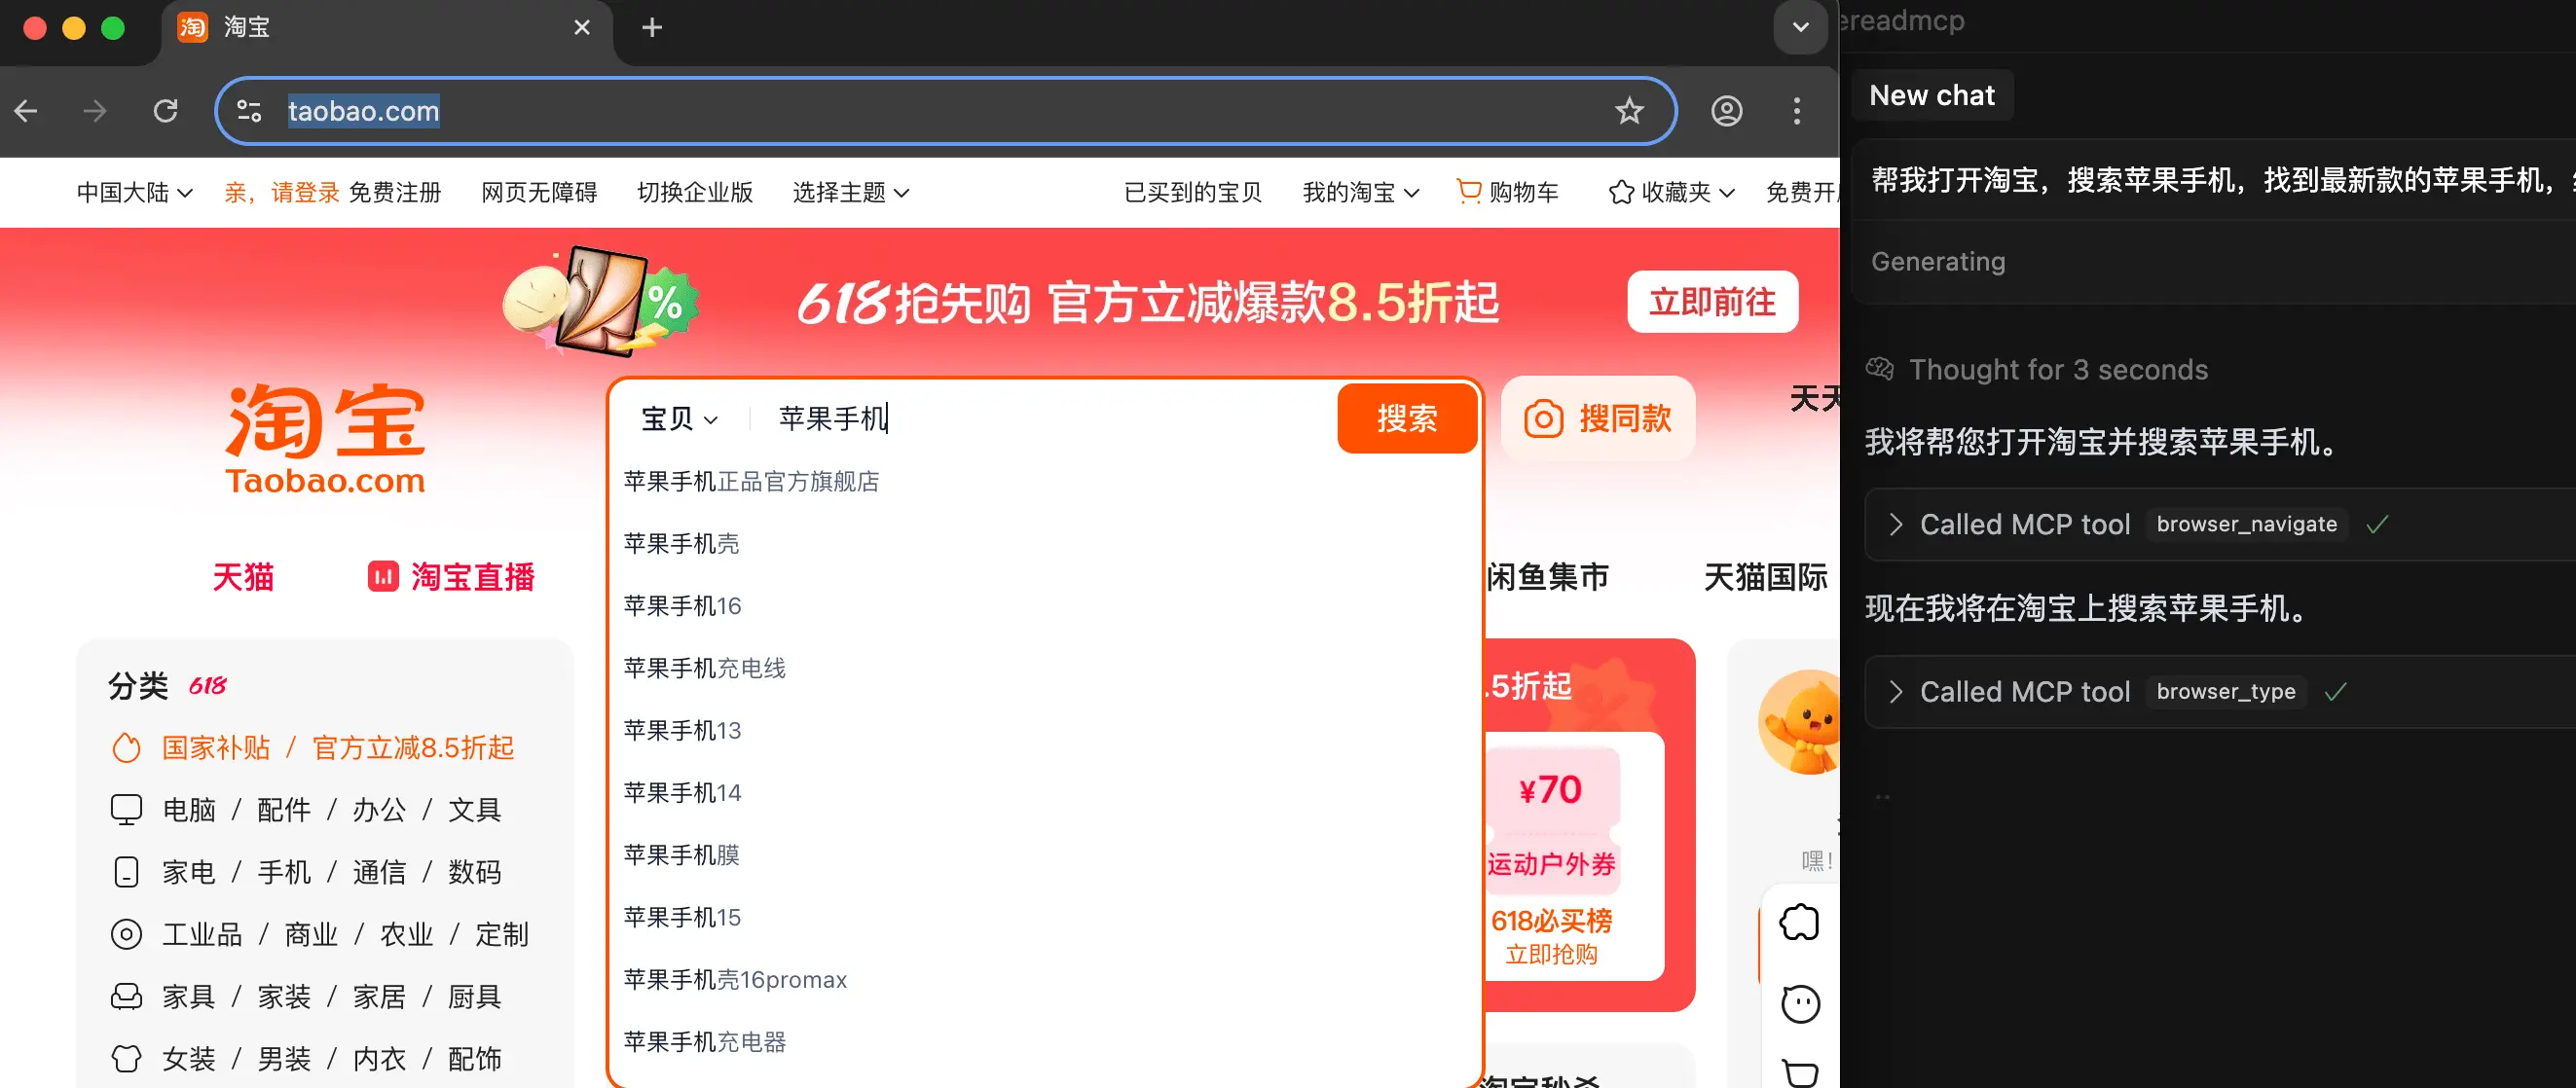 淘宝
taobao.com
中国大陆 亲，请登录 免费注册 网页无障碍 切换企业版 选择主题 已买到的宝贝 我的淘宝 购物车 收藏夹 免费开
618抢先购 官方立减爆款8.5折起 立即前往
%
淘宝
Taobao.com
宝贝 苹果手机 搜索 搜同款
苹果手机正品官方旗舰店
苹果手机壳
苹果手机16
苹果手机充电线
苹果手机13
苹果手机14
苹果手机膜
苹果手机15
苹果手机壳16promax
苹果手机充电器
天猫 淘宝直播 闲鱼集市 天猫国际
分类 618
国家补贴 / 官方立减8.5折起
电脑 / 配件 / 办公 / 文具
家电 / 手机 / 通信 / 数码
工业品 / 商业 / 农业 / 定制
家具 / 家装 / 家居 / 厨具
女装 / 男装 / 内衣 / 配饰
.5折起
¥70
运动户外券
618必买榜
立即抢购
嘿！
淘宝秒杀
ereadmcp
New chat
帮我打开淘宝，搜索苹果手机，找到最新款的苹果手机，
Generating
Thought for 3 seconds
我将帮您打开淘宝并搜索苹果手机。
Called MCP tool browser_navigate
现在我将在淘宝上搜索苹果手机。
Called MCP tool browser_type